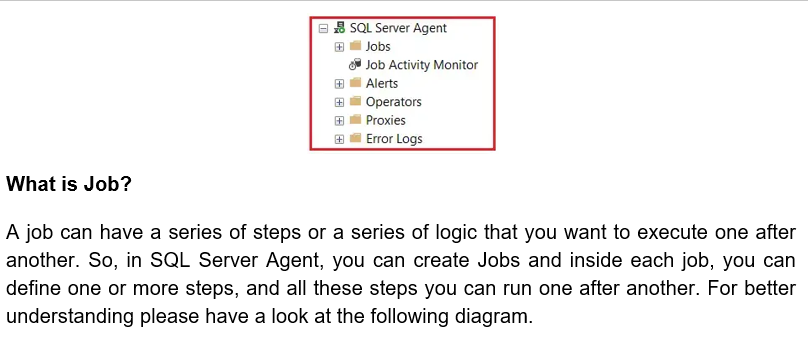 SQL Server Agent
Jobs
Job Activity Monitor
Alerts
Operators
Proxies
Error Logs
What is Job?
A job can have a series of steps or a series of logic that you want to execute one after
another. So, in SQL Server Agent, you can create Jobs and inside each job, you can
define one or more steps, and all these steps you can run one after another. For better
understanding please have a look at the following diagram.